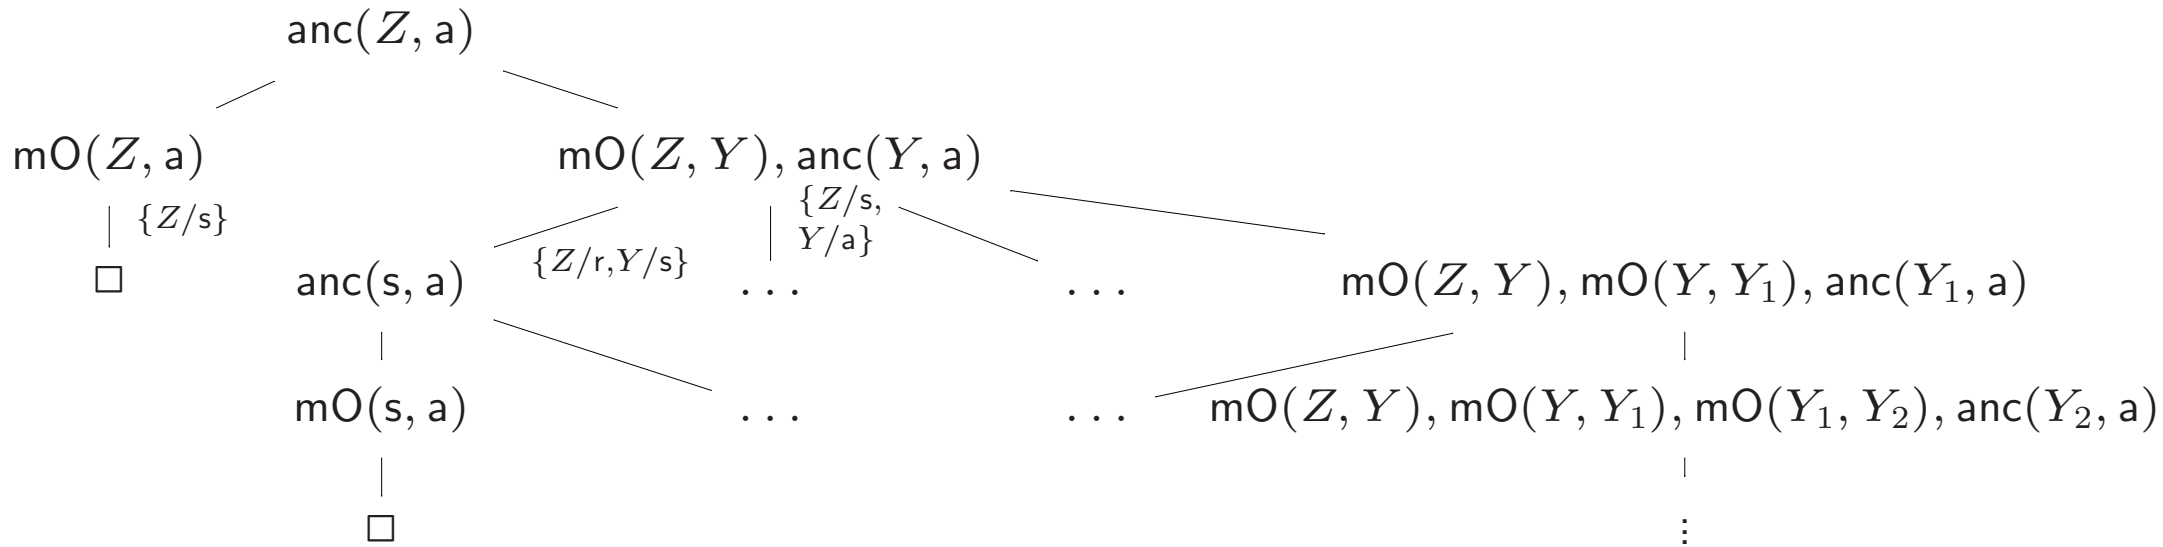 anc(Z, a)
mO(Z, a)
mO(Z, Y), anc(Y, a)
{Z/s}
{Z/r,Y/s}
{Z/s,
Y/a}
□
anc(s, a)
...
...
mO(Z, Y), mO(Y, Y₁), anc(Y₁, a)
mO(s, a)
...
...
mO(Z, Y), mO(Y, Y₁), mO(Y₁, Y₂), anc(Y₂, a)
□
⋮